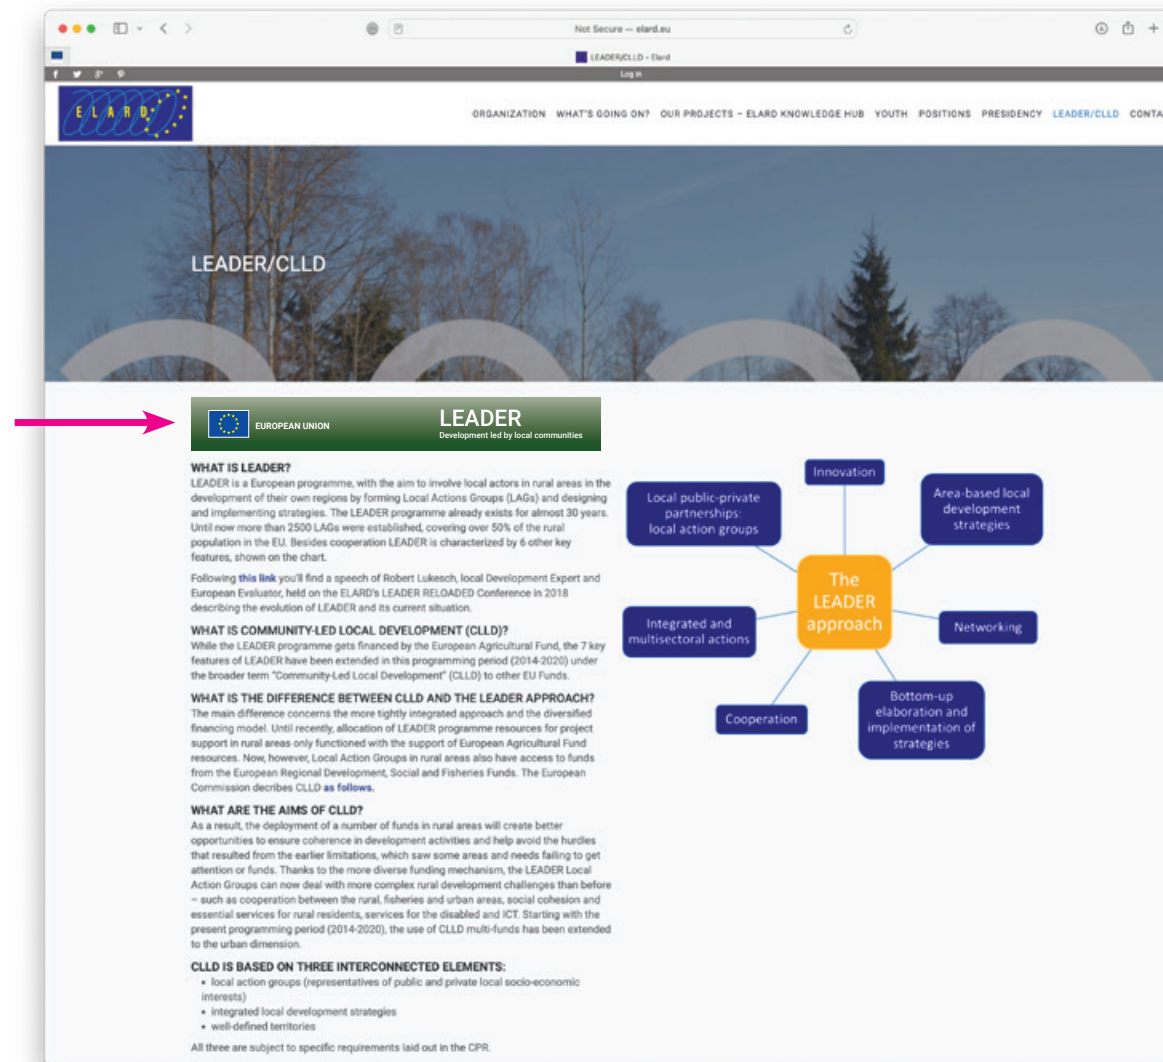 Not Secure — elard.eu
LEADER/CLLD - Elard
Log in
ELARD
ORGANIZATION WHAT'S GOING ON? OUR PROJECTS – ELARD KNOWLEDGE HUB YOUTH POSITIONS PRESIDENCY LEADER/CLLD CONTA
LEADER/CLLD
EUROPEAN UNION
LEADER
Development led by local communities
WHAT IS LEADER?
LEADER is a European programme, with the aim to involve local actors in rural areas in the
development of their own regions by forming Local Actions Groups (LAGs) and designing
and implementing strategies. The LEADER programme already exists for almost 30 years.
Until now more than 2500 LAGs were established, covering over 50% of the rural
population in the EU. Besides cooperation LEADER is characterized by 6 other key
features, shown on the chart.
Following this link you'll find a speech of Robert Lukesch, local Development Expert and
European Evaluator, held on the ELARD's LEADER RELOADED Conference in 2018
describing the evolution of LEADER and its current situation.
WHAT IS COMMUNITY-LED LOCAL DEVELOPMENT (CLLD)?
While the LEADER programme gets financed by the European Agricultural Fund, the 7 key
features of LEADER have been extended in this programming period (2014-2020) under
the broader term "Community-Led Local Development" (CLLD) to other EU Funds.
WHAT IS THE DIFFERENCE BETWEEN CLLD AND THE LEADER APPROACH?
The main difference concerns the more tightly integrated approach and the diversified
financing model. Until recently, allocation of LEADER programme resources for project
support in rural areas only functioned with the support of European Agricultural Fund
resources. Now, however, Local Action Groups in rural areas also have access to funds
from the European Regional Development, Social and Fisheries Funds. The European
Commission decribes CLLD as follows.
WHAT ARE THE AIMS OF CLLD?
As a result, the deployment of a number of funds in rural areas will create better
opportunities to ensure coherence in development activities and help avoid the hurdles
that resulted from the earlier limitations, which saw some areas and needs failing to get
attention or funds. Thanks to the more diverse funding mechanism, the LEADER Local
Action Groups can now deal with more complex rural development challenges than before
– such as cooperation between the rural, fisheries and urban areas, social cohesion and
essential services for rural residents, services for the disabled and ICT. Starting with the
present programming period (2014-2020), the use of CLLD multi-funds has been extended
to the urban dimension.
CLLD IS BASED ON THREE INTERCONNECTED ELEMENTS:
• local action groups (representatives of public and private local socio-economic
interests)
• integrated local development strategies
• well-defined territories
All three are subject to specific requirements laid out in the CPR.
Innovation
Local public-private
partnerships:
local action groups
Area-based local
development
strategies
The
LEADER
approach
Integrated and
multisectoral actions
Networking
Cooperation
Bottom-up
elaboration and
implementation of
strategies